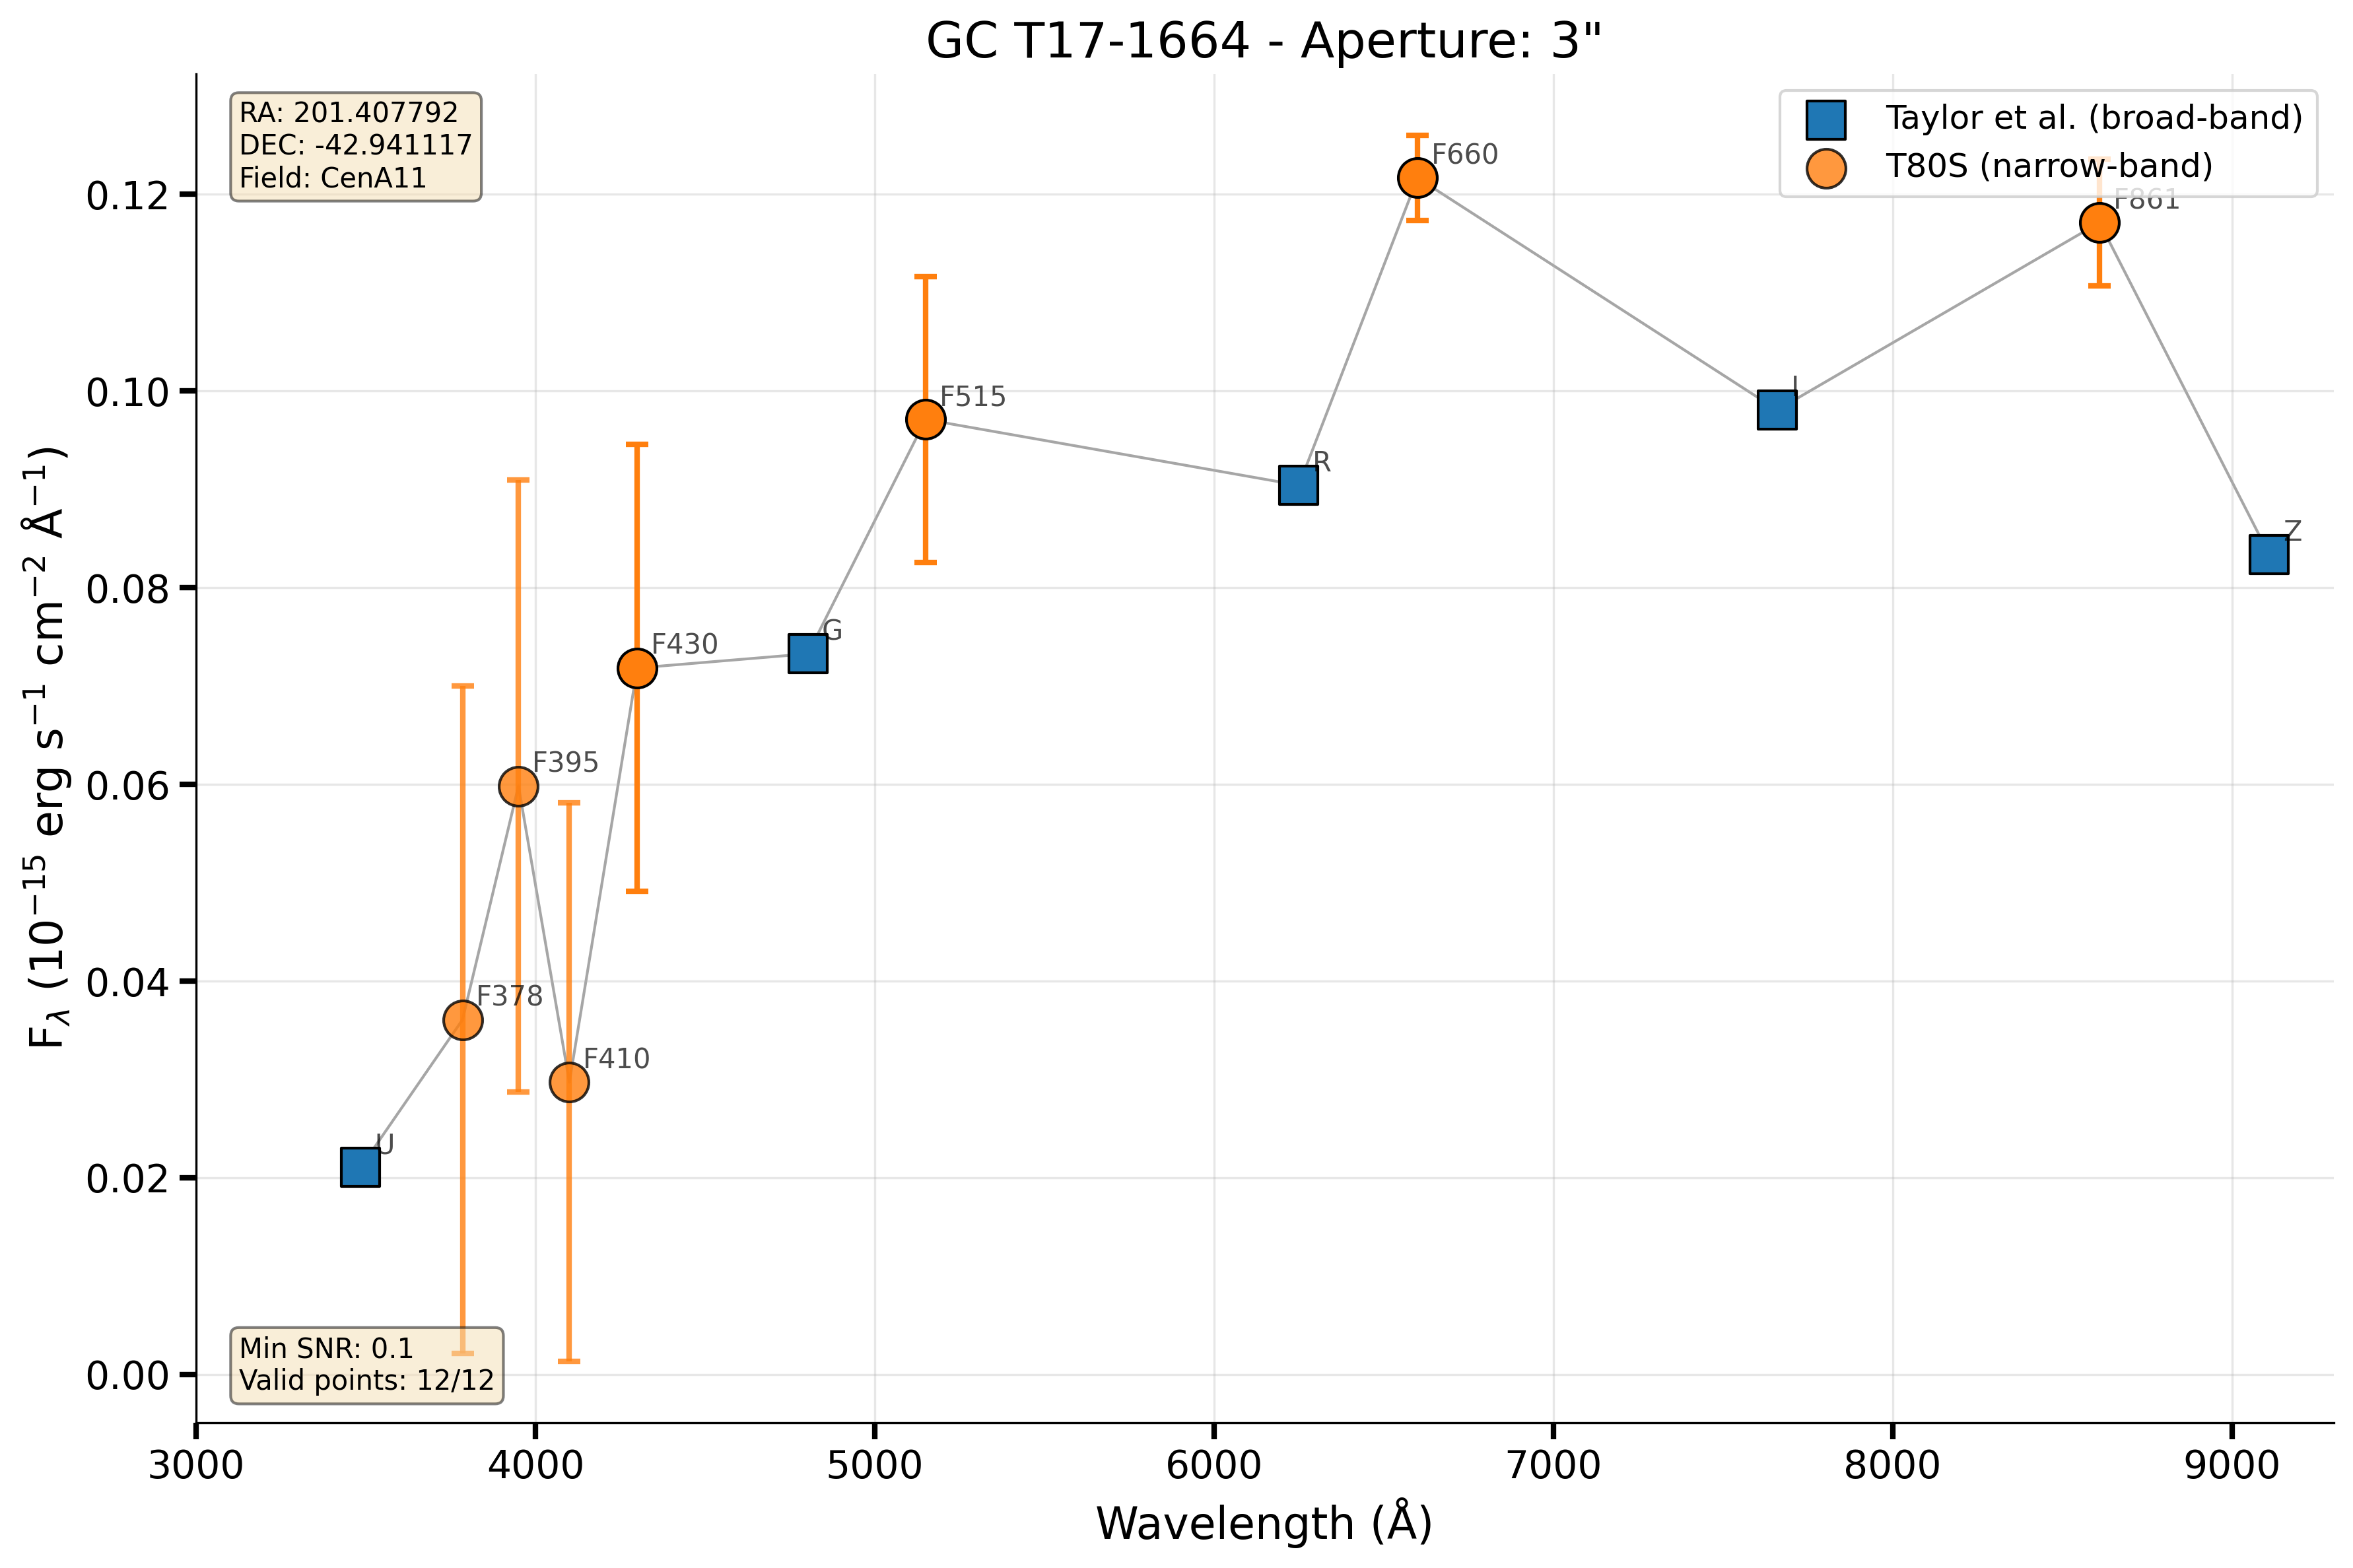 GC T17-1664 - Aperture: 3"
RA: 201.407792
DEC: -42.941117
Field: CenA11
Taylor et al. (broad-band)
T80S (narrow-band)
F660
F861
0.12
I
F515
0.10
R
Z
G
F430
0.08
F395
0.06
F378
0.04
F410
U
0.02
Min SNR: 0.1
Valid points: 12/12
0.00
3000 4000 5000 6000 7000 8000 9000
Wavelength (Å)
F_λ (10⁻¹⁵ erg s⁻¹ cm⁻² Å⁻¹)